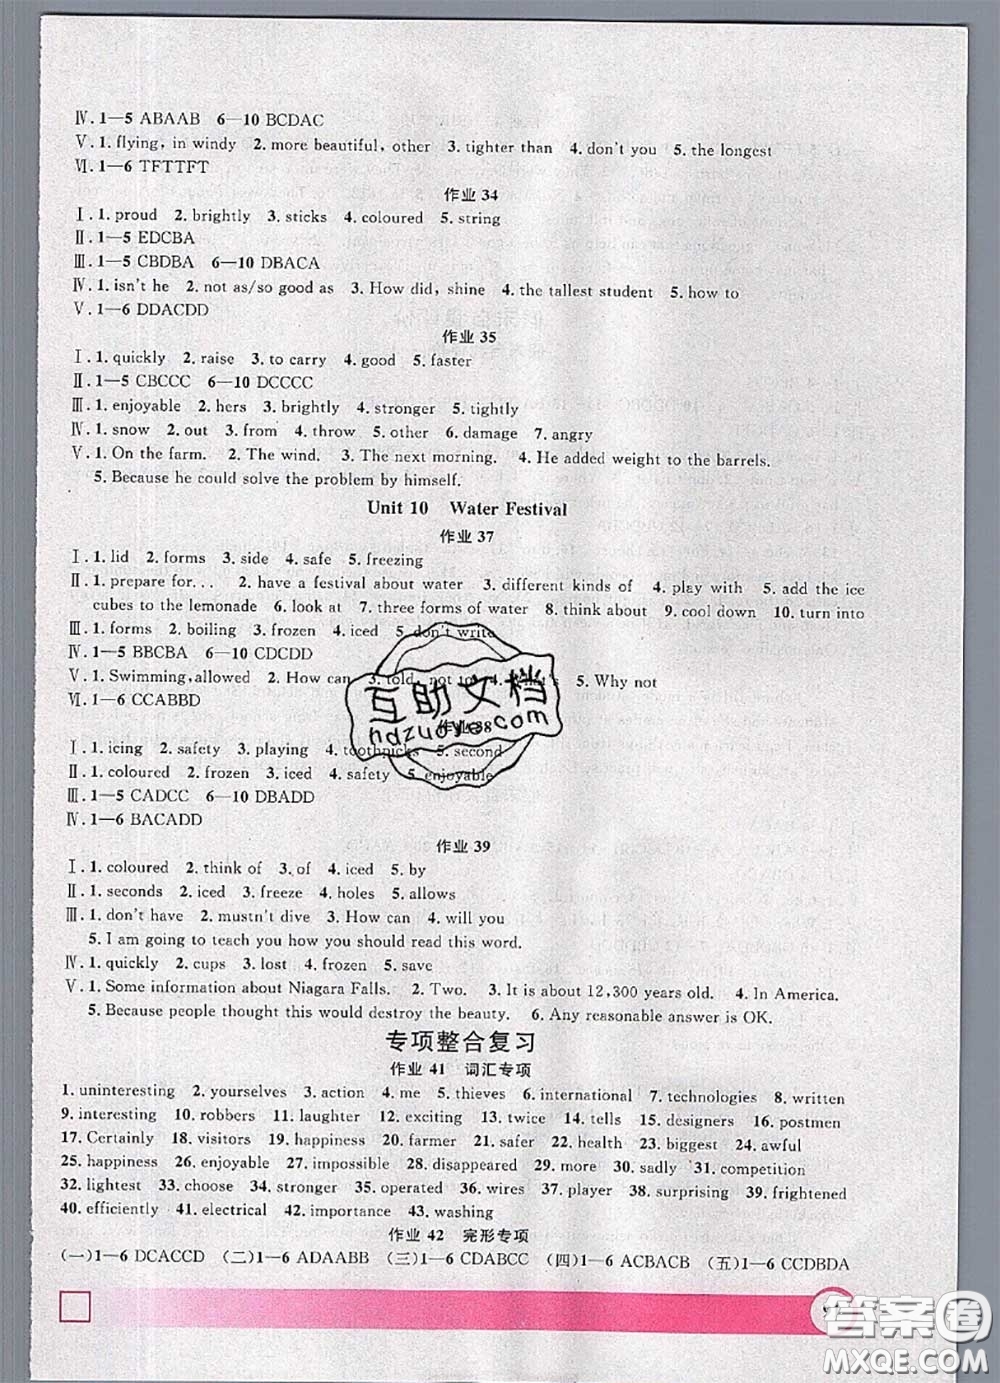 Ⅳ. 1—5 ABAAB 6—10 BCDAC
Ⅴ. 1. flying, in windy 2. more beautiful, other 3. tighter than 4. don't you 5. the longest
Ⅵ. 1—6 TFTTFT
作业 34
Ⅰ. 1. proud 2. brightly 3. sticks 4. coloured 5. string
Ⅱ. 1—5 EDCBA
Ⅲ. 1—5 CBDBA 6—10 DBACA
Ⅳ. 1. isn't he 2. not as/so good as 3. How did, shine 4. the tallest student 5. how to
Ⅴ. 1—6 DDACDD
作业 35
Ⅰ. 1. quickly 2. raise 3. to carry 4. good 5. faster
Ⅱ. 1—5 CBCCC 6—10 DCCCC
Ⅲ. 1. enjoyable 2. hers 3. brightly 4. stronger 5. tightly
Ⅳ. 1. snow 2. out 3. from 4. throw 5. other 6. damage 7. angry
Ⅴ. 1. On the farm. 2. The wind. 3. The next morning. 4. He added weight to the barrels.
5. Because he could solve the problem by himself.
Unit 10 Water Festival
作业 37
Ⅰ. 1. lid 2. forms 3. side 4. safe 5. freezing
Ⅱ. 1. prepare for... 2. have a festival about water 3. different kinds of 4. play with 5. add the ice
cubes to the lemonade 6. look at 7. three forms of water 8. think about 9. cool down 10. turn into
Ⅲ. 1. forms 2. boiling 3. frozen 4. iced 5. don't write
Ⅳ. 1—5 BBCBA 6—10 CDCDD
Ⅴ. 1. Swimming, allowed 2. How can 3. told, not to 4. What's 5. Why not
Ⅵ. 1—6 CCABBD
互助文档
hdzuoye.com
作业 38
Ⅰ. 1. icing 2. safety 3. playing 4. toothpicks 5. second
Ⅱ. 1. coloured 2. frozen 3. iced 4. safety 5. enjoyable
Ⅲ. 1—5 CADCC 6—10 DBADD
Ⅳ. 1—6 BACADD
作业 39
Ⅰ. 1. coloured 2. think of 3. of 4. iced 5. by
Ⅱ. 1. seconds 2. iced 3. freeze 4. holes 5. allows
Ⅲ. 1. don't have 2. mustn't dive 3. How can 4. will you
5. I am going to teach you how you should read this word.
Ⅳ. 1. quickly 2. cups 3. lost 4. frozen 5. save
Ⅴ. 1. Some information about Niagara Falls. 2. Two. 3. It is about 12,300 years old. 4. In America.
5. Because people thought this would destroy the beauty. 6. Any reasonable answer is OK.
专项整合复习
作业 41 词汇专项
1. uninteresting 2. yourselves 3. action 4. me 5. thieves 6. international 7. technologies 8. written
9. interesting 10. robbers 11. laughter 12. exciting 13. twice 14. tells 15. designers 16. postmen
17. Certainly 18. visitors 19. happiness 20. farmer 21. safer 22. health 23. biggest 24. awful
25. happiness 26. enjoyable 27. impossible 28. disappeared 29. more 30. sadly 31. competition
32. lightest 33. choose 34. stronger 35. operated 36. wires 37. player 38. surprising 39. frightened
40. efficiently 41. electrical 42. importance 43. washing
作业 42 完形专项
(一)1—6 DCACCD (二)1—6 ADAABB (三)1—6 CDABCC (四)1—6 ACBACB (五)1—6 CCDBDA
答案圈
MXQE.COM